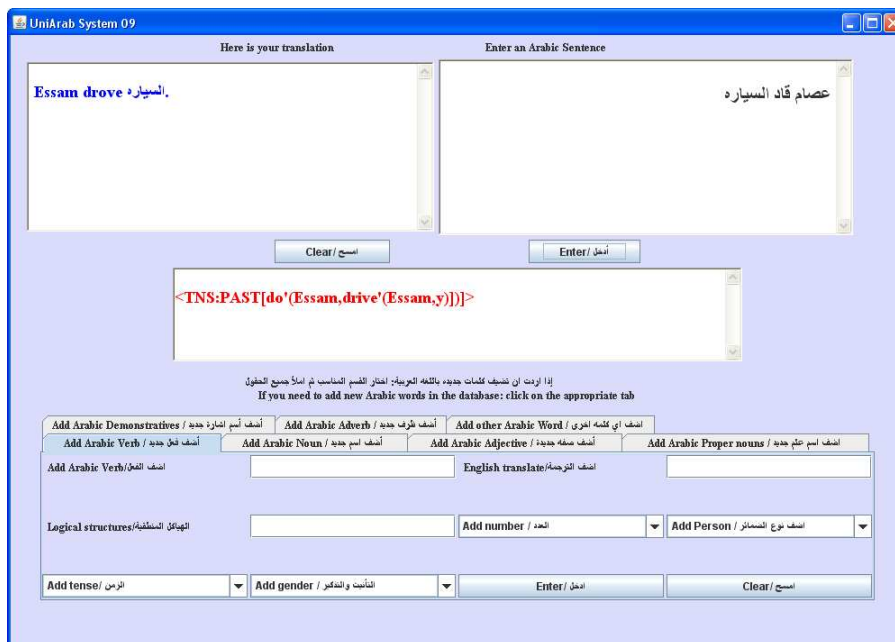 UniArab System 09
Here is your translation
Enter an Arabic Sentence
Essam drove السياره.
عصام قاد السياره
Clear/امسح
Enter/أدخل
<TNS:PAST[do'(Essam,drive'(Essam,y)])]>
إذا اردت ان تضيف كلمات جديده باللغه العربية: اختار القسم المناسب ثم املأ جميع الحقول
If you need to add new Arabic words in the database: click on the appropriate tab
Add Arabic Demonstratives / أضف أسم اشارة جديد
Add Arabic Adverb / أضف ظرف جديد
Add other Arabic Word / اضف اي كلمه اخرى
Add Arabic Verb / أضف فعل جديد
Add Arabic Noun / أضف اسم جديد
Add Arabic Adjective / أضف صفه جديدة
Add Arabic Proper nouns / اضف اسم علم جديد
Add Arabic Verb/اضف الفعل
English translate/اضف الترجمة
Logical structures/الهياكل المنطقية
Add number / العدد
Add Person / اضف نوع الضمائر
Add tense/ الزمن
Add gender / التأنيث والتذكير
Enter/ ادخل
Clear/ امسح